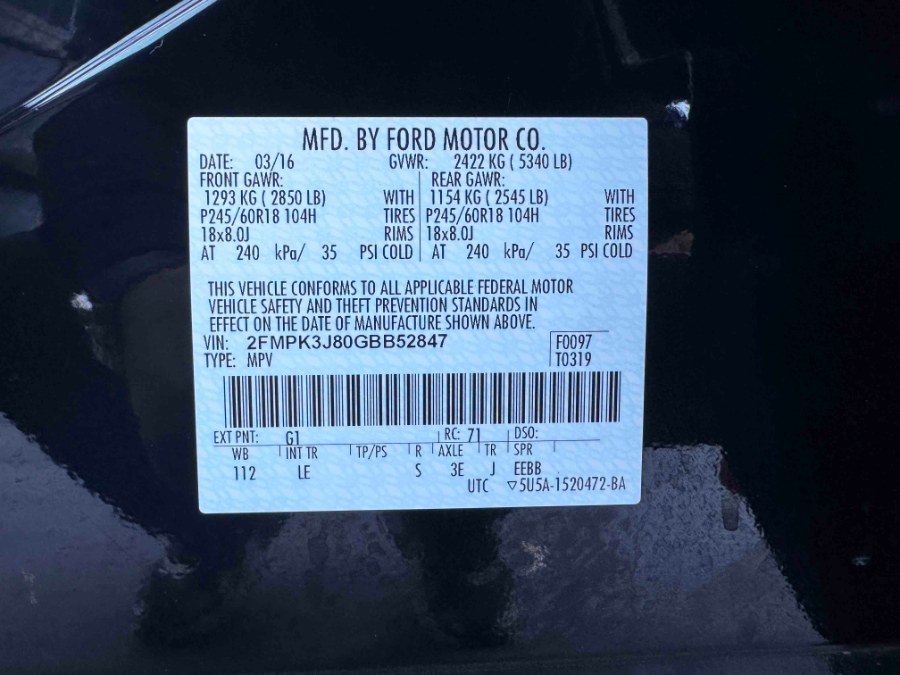 MFD. BY FORD MOTOR CO.
DATE: 03/16 GVWR: 2422 KG ( 5340 LB)
FRONT GAWR: REAR GAWR:
1293 KG ( 2850 LB) WITH 1154 KG ( 2545 LB) WITH
P245/60R18 104H TIRES P245/60R18 104H TIRES
18x8.0J RIMS 18x8.0J RIMS
AT 240 kPa/ 35 PSI COLD AT 240 kPa/ 35 PSI COLD
THIS VEHICLE CONFORMS TO ALL APPLICABLE FEDERAL MOTOR
VEHICLE SAFETY AND THEFT PREVENTION STANDARDS IN
EFFECT ON THE DATE OF MANUFACTURE SHOWN ABOVE.
VIN: 2FMPK3J80GBB52847 F0097
TYPE: MPV T0319
EXT PNT: G1 RC: 71 DSO:
WB INT TR TP/PS R AXLE TR SPR
112 LE S 3E J EEBB
UTC ▽5U5A-1520472-BA